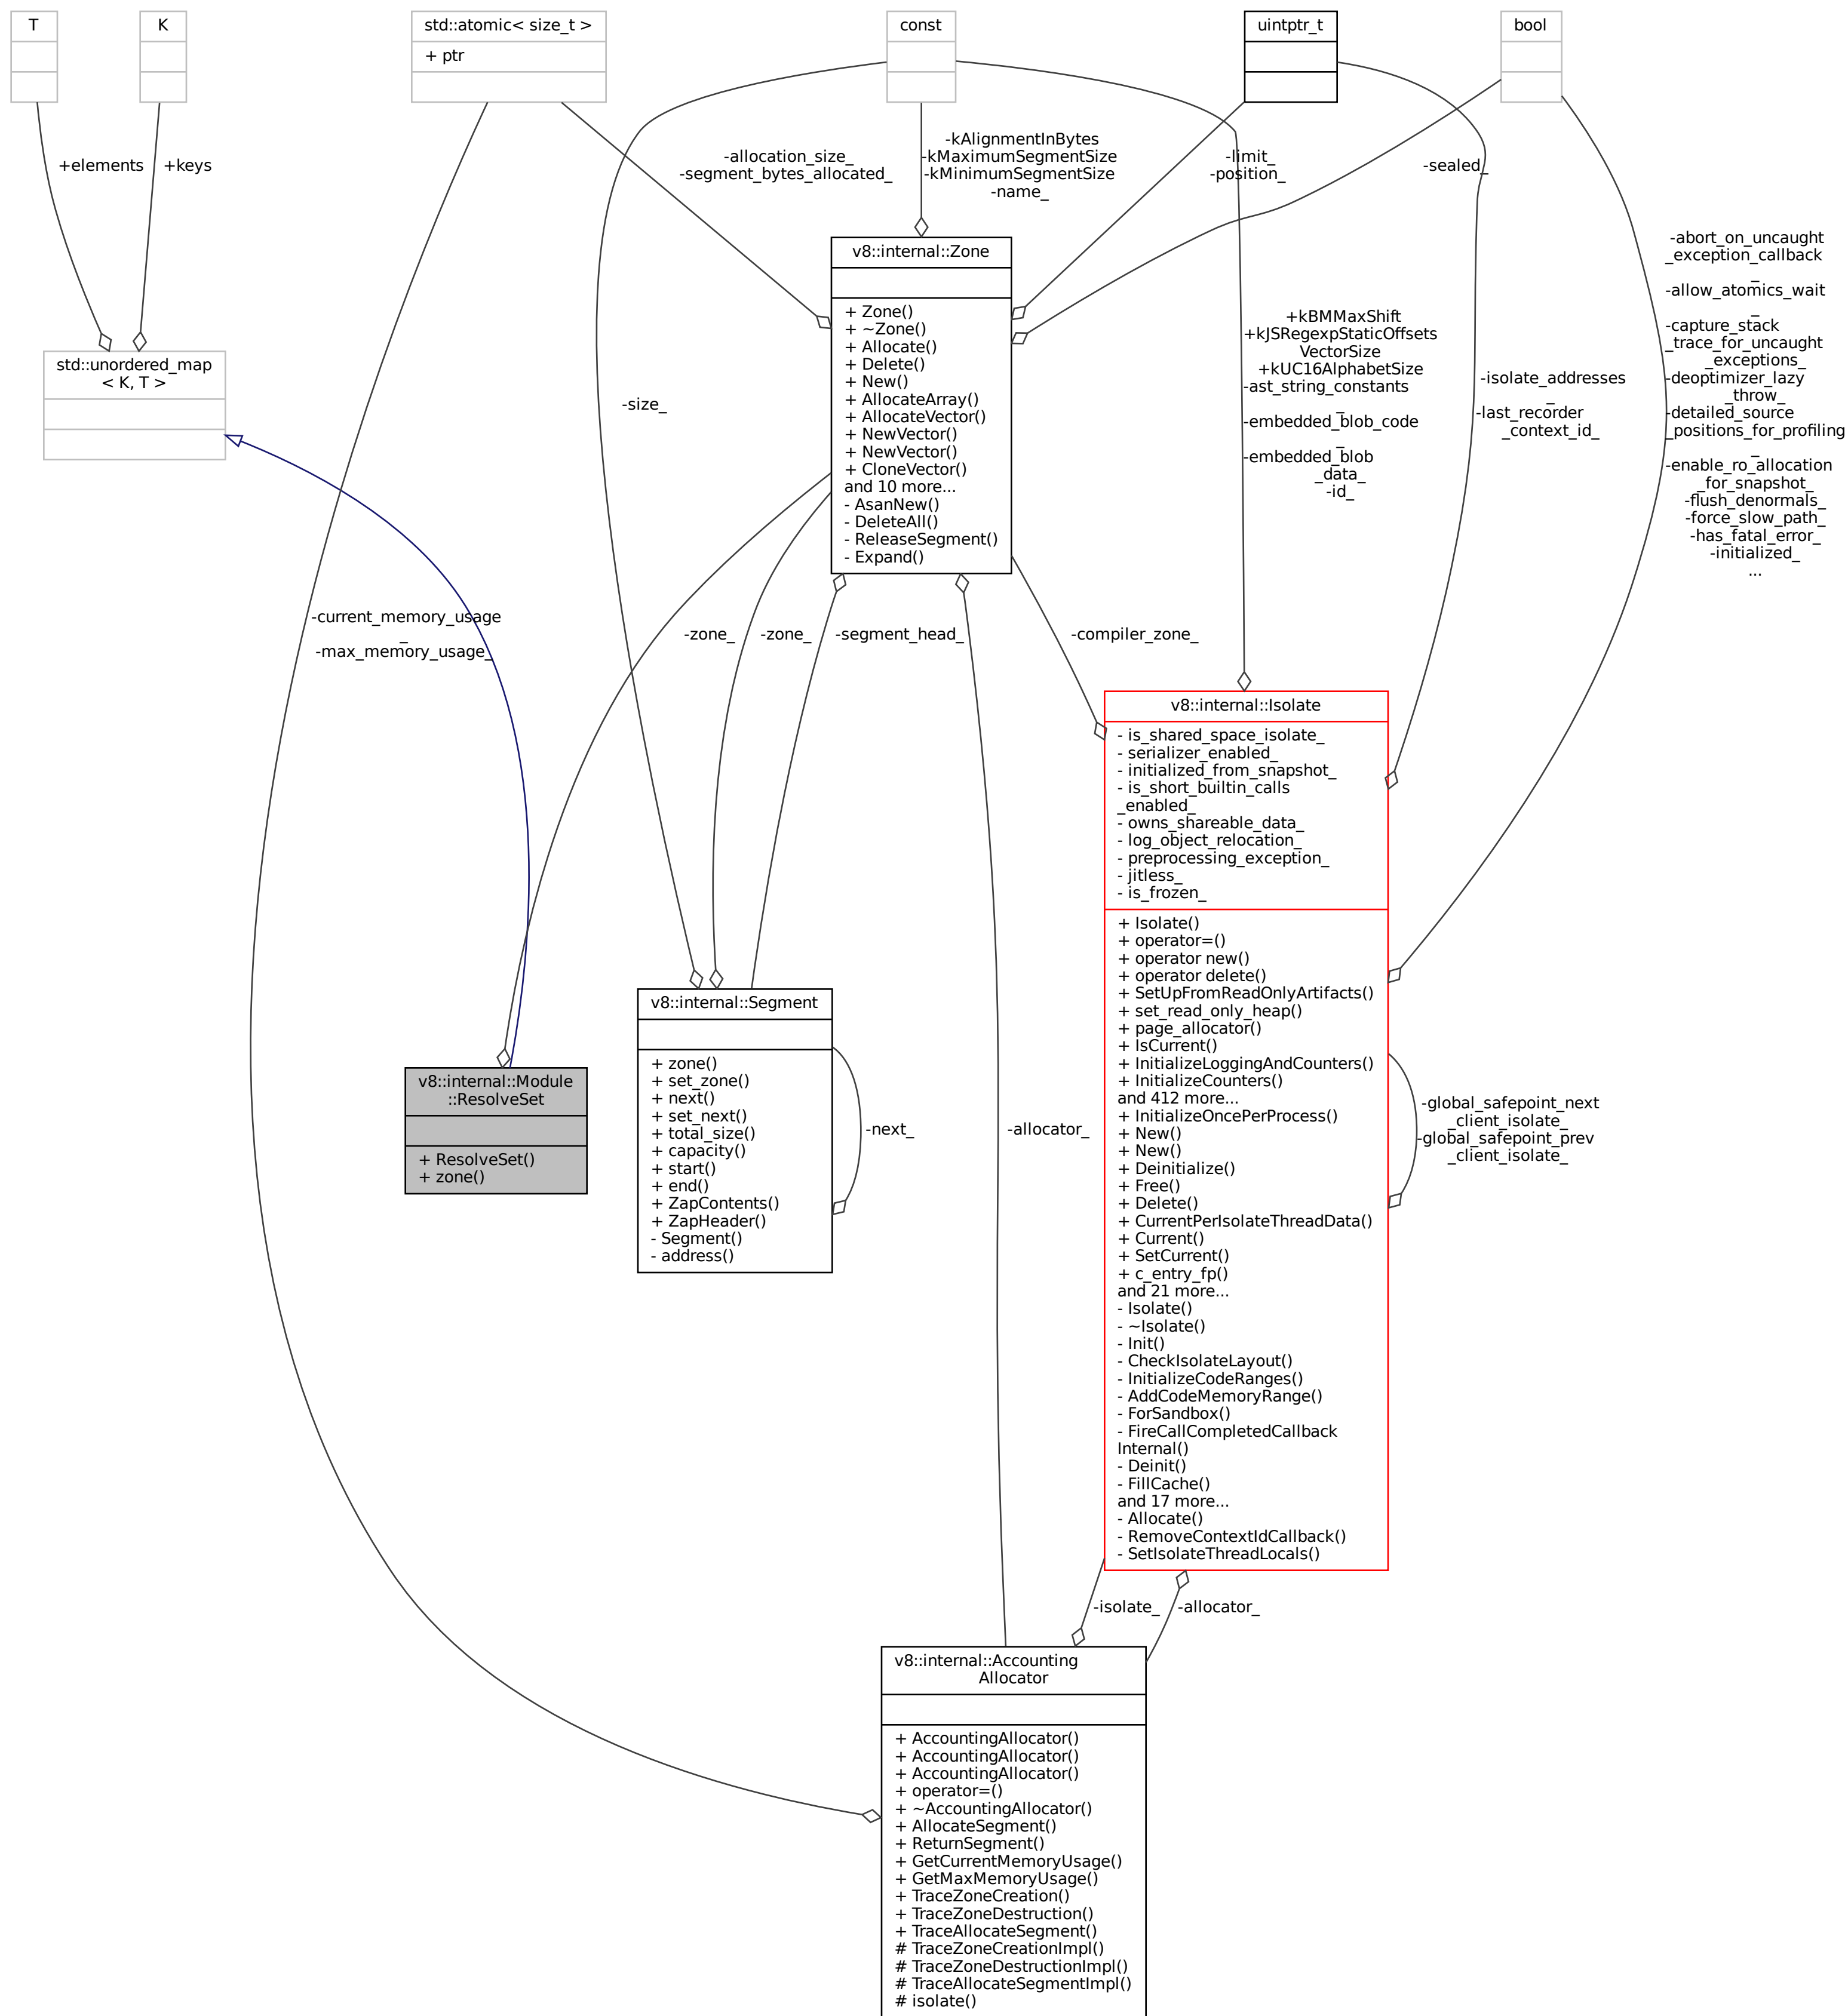 T
K
std::atomic< size_t >
+ ptr
const
uintptr_t
bool
+elements
+keys
-allocation_size_
-segment_bytes_allocated_
-kAlignmentInBytes
-kMaximumSegmentSize
-kMinimumSegmentSize
-name_
-limit_
-position_
-sealed_
-abort_on_uncaught
_exception_callback
_
-allow_atomics_wait
_
-capture_stack
_trace_for_uncaught
_exceptions_
-deoptimizer_lazy
_throw_
-detailed_source
_positions_for_profiling
_
-enable_ro_allocation
_for_snapshot_
-flush_denormals_
-force_slow_path_
-has_fatal_error_
-initialized_
...
v8::internal::Zone
+ Zone()
+ ~Zone()
+ Allocate()
+ Delete()
+ New()
+ AllocateArray()
+ AllocateVector()
+ NewVector()
+ NewVector()
+ CloneVector()
and 10 more...
- AsanNew()
- DeleteAll()
- ReleaseSegment()
- Expand()
std::unordered_map
< K, T >
-size_
+kBMMaxShift
+kJSRegexpStaticOffsets
VectorSize
+kUC16AlphabetSize
-ast_string_constants
_
-embedded_blob_code
_
-embedded_blob
_data_
-id_
-isolate_addresses
_
-last_recorder
_context_id_
-current_memory_usage
_
-max_memory_usage_
-zone_
-zone_
-segment_head_
-compiler_zone_
v8::internal::Isolate
- is_shared_space_isolate_
- serializer_enabled_
- initialized_from_snapshot_
- is_short_builtin_calls
_enabled_
- owns_shareable_data_
- log_object_relocation_
- preprocessing_exception_
- jitless_
- is_frozen_
+ Isolate()
+ operator=()
+ operator new()
+ operator delete()
+ SetUpFromReadOnlyArtifacts()
+ set_read_only_heap()
+ page_allocator()
+ IsCurrent()
+ InitializeLoggingAndCounters()
+ InitializeCounters()
and 412 more...
+ InitializeOncePerProcess()
+ New()
+ New()
+ Deinitialize()
+ Free()
+ Delete()
+ CurrentPerIsolateThreadData()
+ Current()
+ SetCurrent()
+ c_entry_fp()
and 21 more...
- Isolate()
- ~Isolate()
- Init()
- CheckIsolateLayout()
- InitializeCodeRanges()
- AddCodeMemoryRange()
- ForSandbox()
- FireCallCompletedCallback
Internal()
- Deinit()
- FillCache()
and 17 more...
- Allocate()
- RemoveContextIdCallback()
- SetIsolateThreadLocals()
v8::internal::Segment
+ zone()
+ set_zone()
+ next()
+ set_next()
+ total_size()
+ capacity()
+ start()
+ end()
+ ZapContents()
+ ZapHeader()
- Segment()
- address()
v8::internal::Module
::ResolveSet
+ ResolveSet()
+ zone()
-next_
-allocator_
-global_safepoint_next
_client_isolate_
-global_safepoint_prev
_client_isolate_
-isolate_
-allocator_
v8::internal::Accounting
Allocator
+ AccountingAllocator()
+ AccountingAllocator()
+ AccountingAllocator()
+ operator=()
+ ~AccountingAllocator()
+ AllocateSegment()
+ ReturnSegment()
+ GetCurrentMemoryUsage()
+ GetMaxMemoryUsage()
+ TraceZoneCreation()
+ TraceZoneDestruction()
+ TraceAllocateSegment()
# TraceZoneCreationImpl()
# TraceZoneDestructionImpl()
# TraceAllocateSegmentImpl()
# isolate()